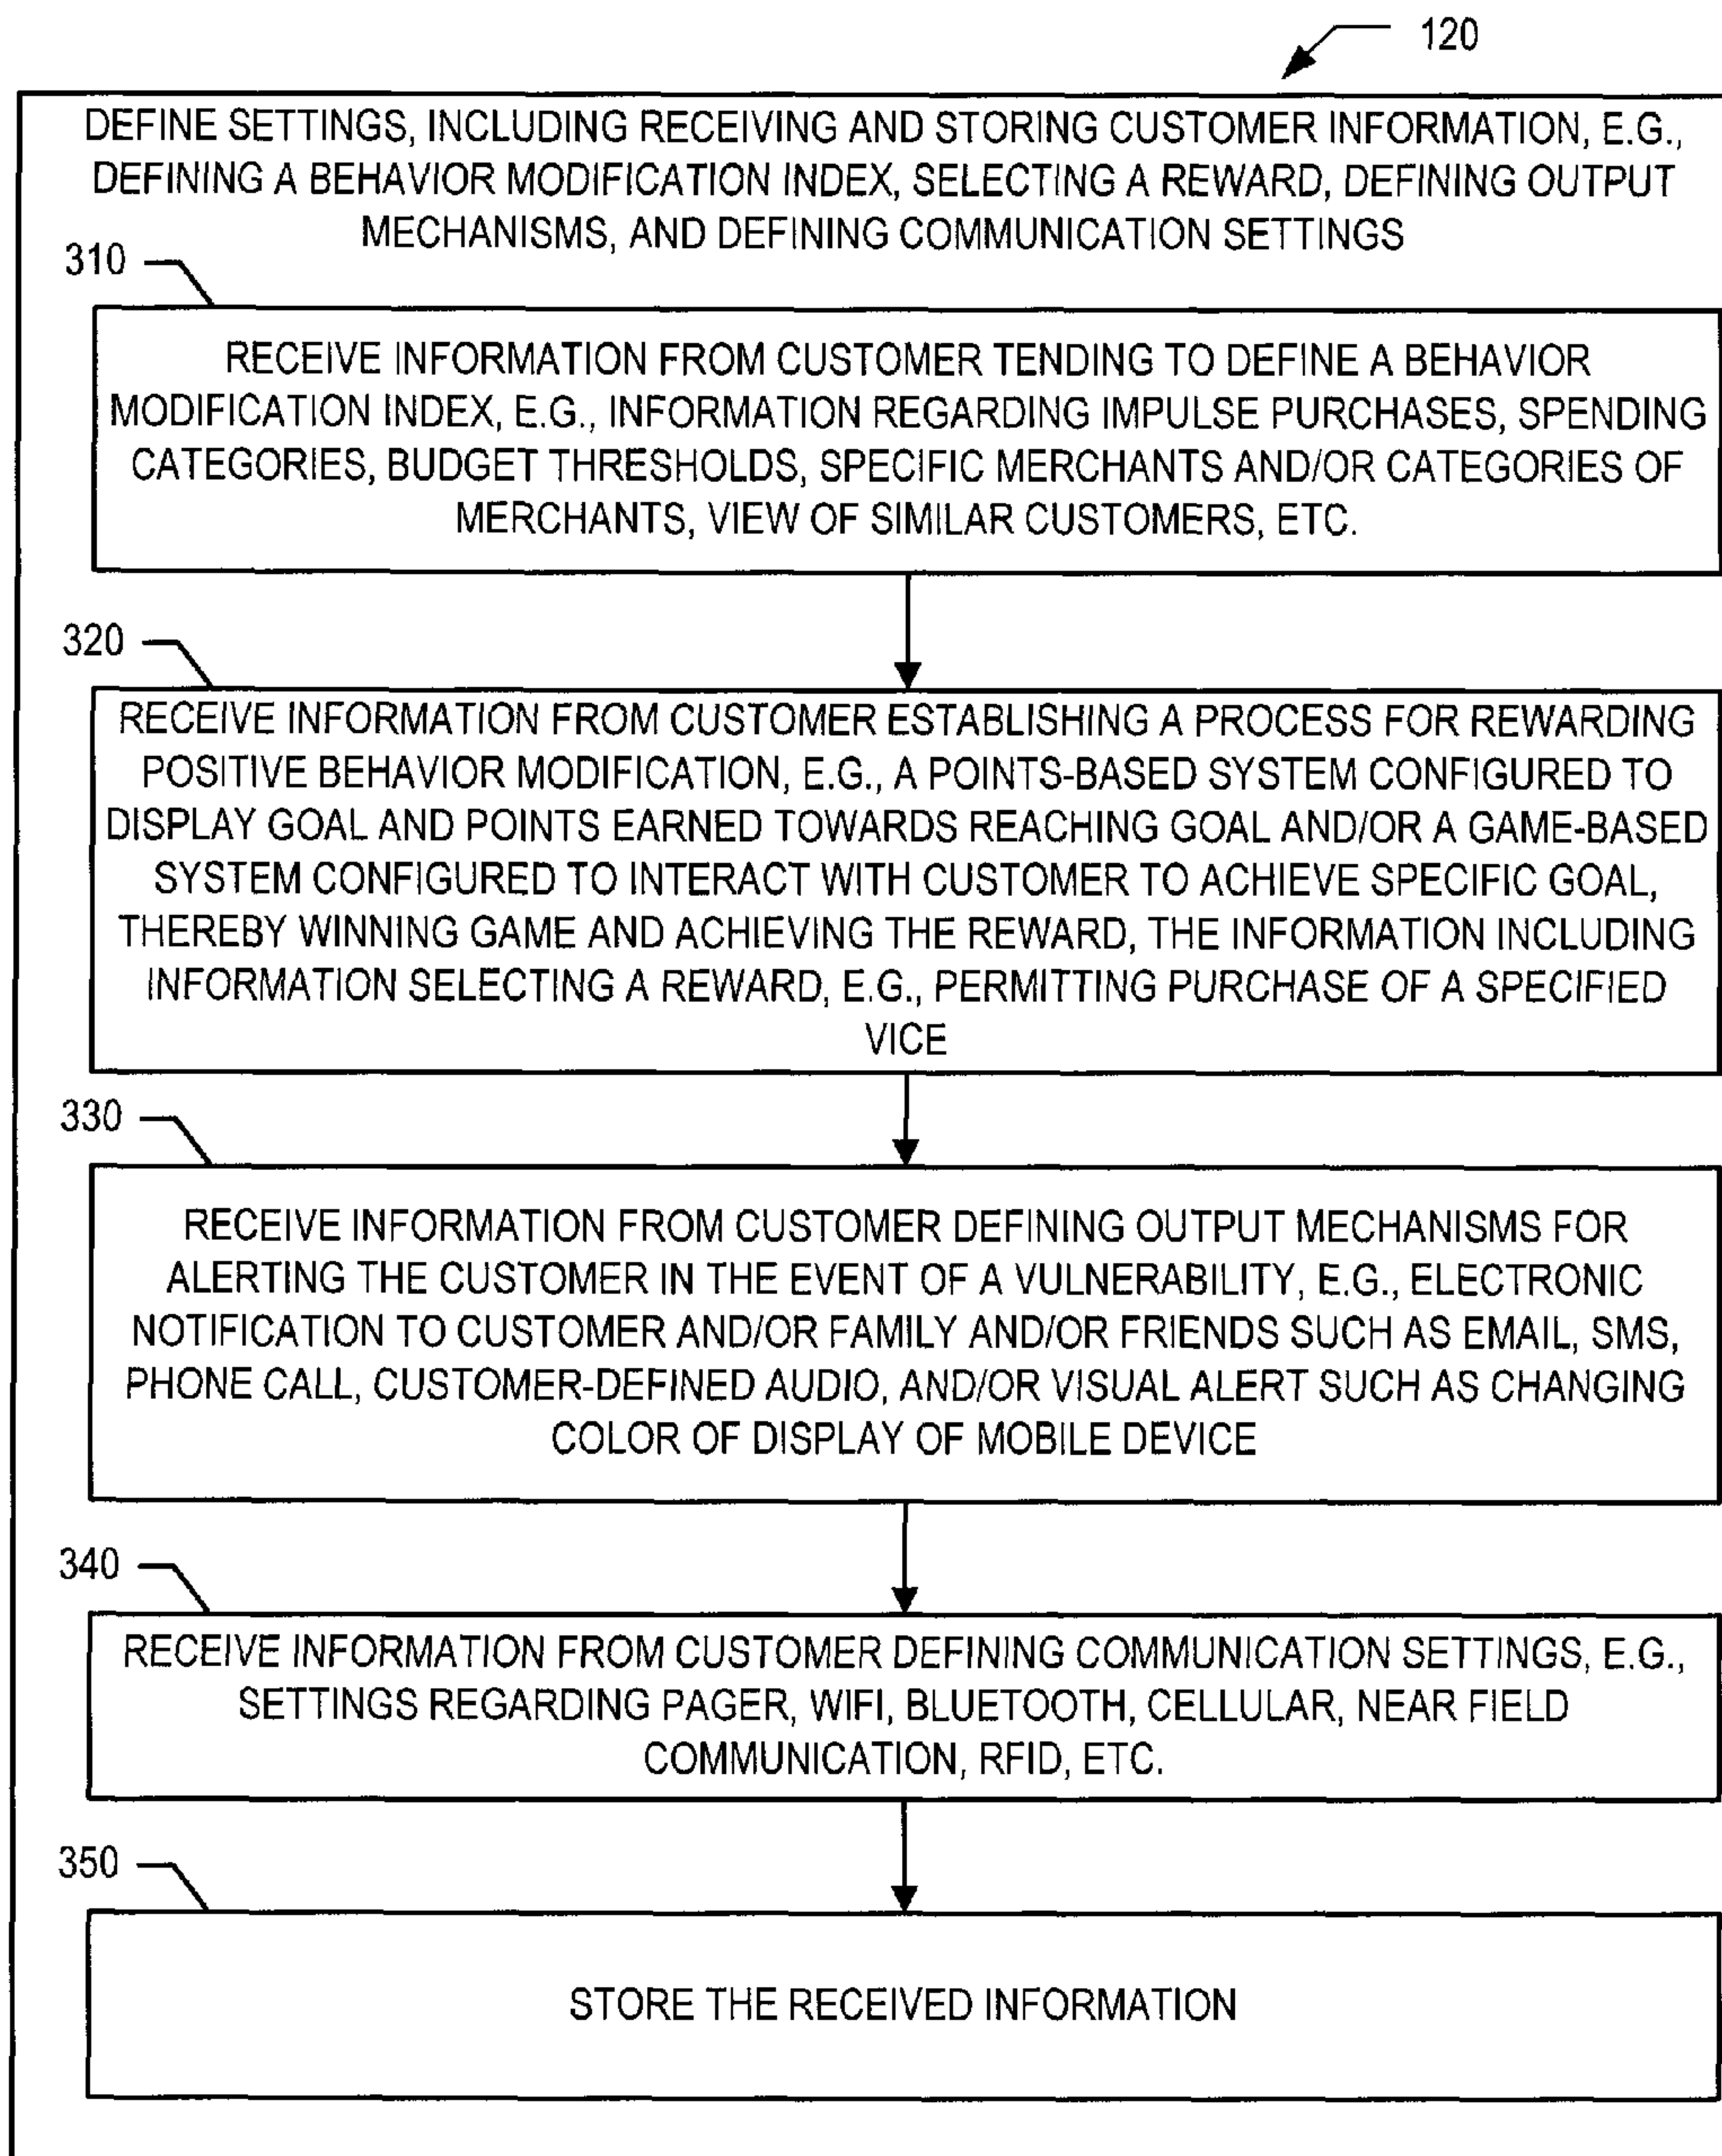 120
DEFINE SETTINGS, INCLUDING RECEIVING AND STORING CUSTOMER INFORMATION, E.G.,
DEFINING A BEHAVIOR MODIFICATION INDEX, SELECTING A REWARD, DEFINING OUTPUT
MECHANISMS, AND DEFINING COMMUNICATION SETTINGS
310
RECEIVE INFORMATION FROM CUSTOMER TENDING TO DEFINE A BEHAVIOR
MODIFICATION INDEX, E.G., INFORMATION REGARDING IMPULSE PURCHASES, SPENDING
CATEGORIES, BUDGET THRESHOLDS, SPECIFIC MERCHANTS AND/OR CATEGORIES OF
MERCHANTS, VIEW OF SIMILAR CUSTOMERS, ETC.
320
RECEIVE INFORMATION FROM CUSTOMER ESTABLISHING A PROCESS FOR REWARDING
POSITIVE BEHAVIOR MODIFICATION, E.G., A POINTS-BASED SYSTEM CONFIGURED TO
DISPLAY GOAL AND POINTS EARNED TOWARDS REACHING GOAL AND/OR A GAME-BASED
SYSTEM CONFIGURED TO INTERACT WITH CUSTOMER TO ACHIEVE SPECIFIC GOAL,
THEREBY WINNING GAME AND ACHIEVING THE REWARD, THE INFORMATION INCLUDING
INFORMATION SELECTING A REWARD, E.G., PERMITTING PURCHASE OF A SPECIFIED
VICE
330
RECEIVE INFORMATION FROM CUSTOMER DEFINING OUTPUT MECHANISMS FOR
ALERTING THE CUSTOMER IN THE EVENT OF A VULNERABILITY, E.G., ELECTRONIC
NOTIFICATION TO CUSTOMER AND/OR FAMILY AND/OR FRIENDS SUCH AS EMAIL, SMS,
PHONE CALL, CUSTOMER-DEFINED AUDIO, AND/OR VISUAL ALERT SUCH AS CHANGING
COLOR OF DISPLAY OF MOBILE DEVICE
340
RECEIVE INFORMATION FROM CUSTOMER DEFINING COMMUNICATION SETTINGS, E.G.,
SETTINGS REGARDING PAGER, WIFI, BLUETOOTH, CELLULAR, NEAR FIELD
COMMUNICATION, RFID, ETC.
350
STORE THE RECEIVED INFORMATION